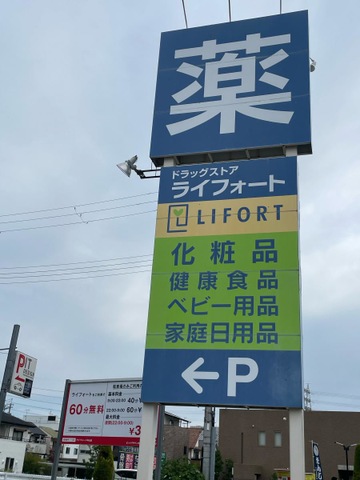 薬
ドラッグストア
ライフォート
LIFORT
化粧品
健康食品
ベビー用品
家庭日用品
←P
P
60分無料